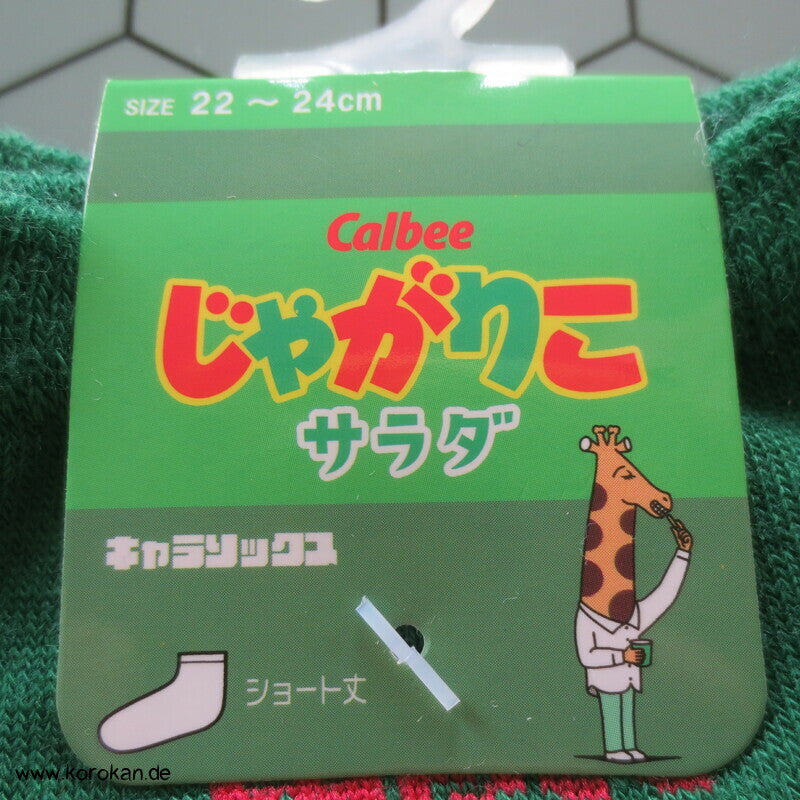 SIZE 22 ～ 24cm
Calbee
じゃがりこ
サラダ
キャラソックス
ショート丈
www.korokan.de